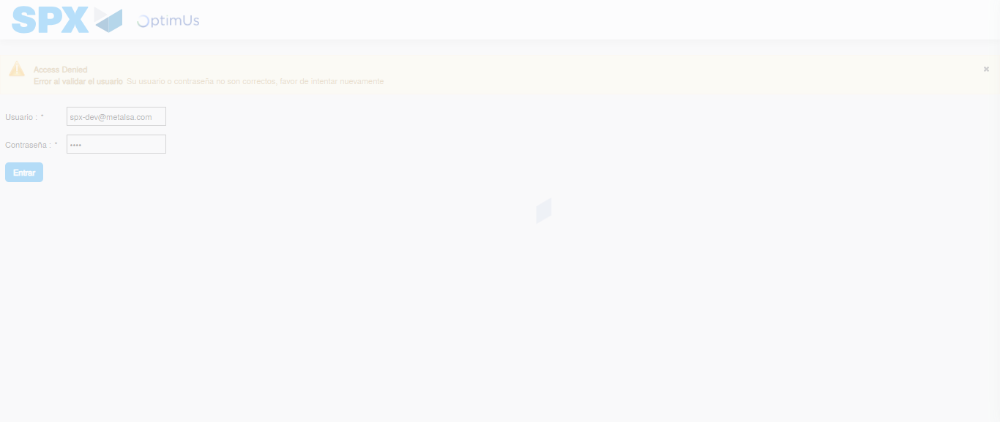 SPX OptimUs
Access Denied
Error al validar el usuario Su usuario o contraseña no son correctos, favor de intentar nuevamente
Usuario : * spx-dev@metalsa.com
Contraseña : * ••••
Entrar